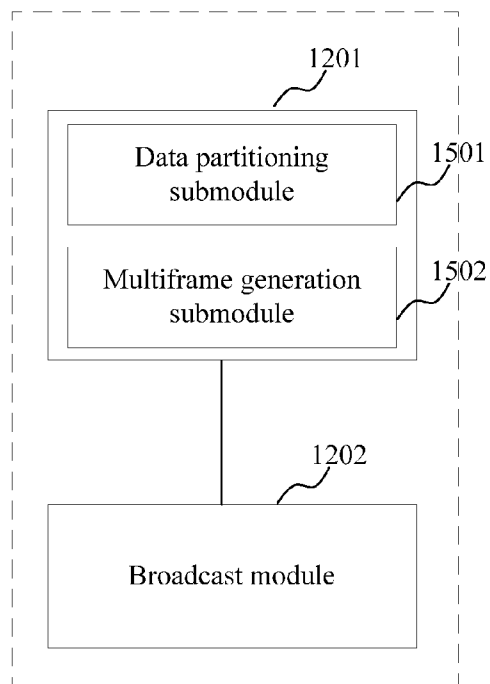 1201
Data partitioning
submodule
1501
Multiframe generation
submodule
1502
1202
Broadcast module